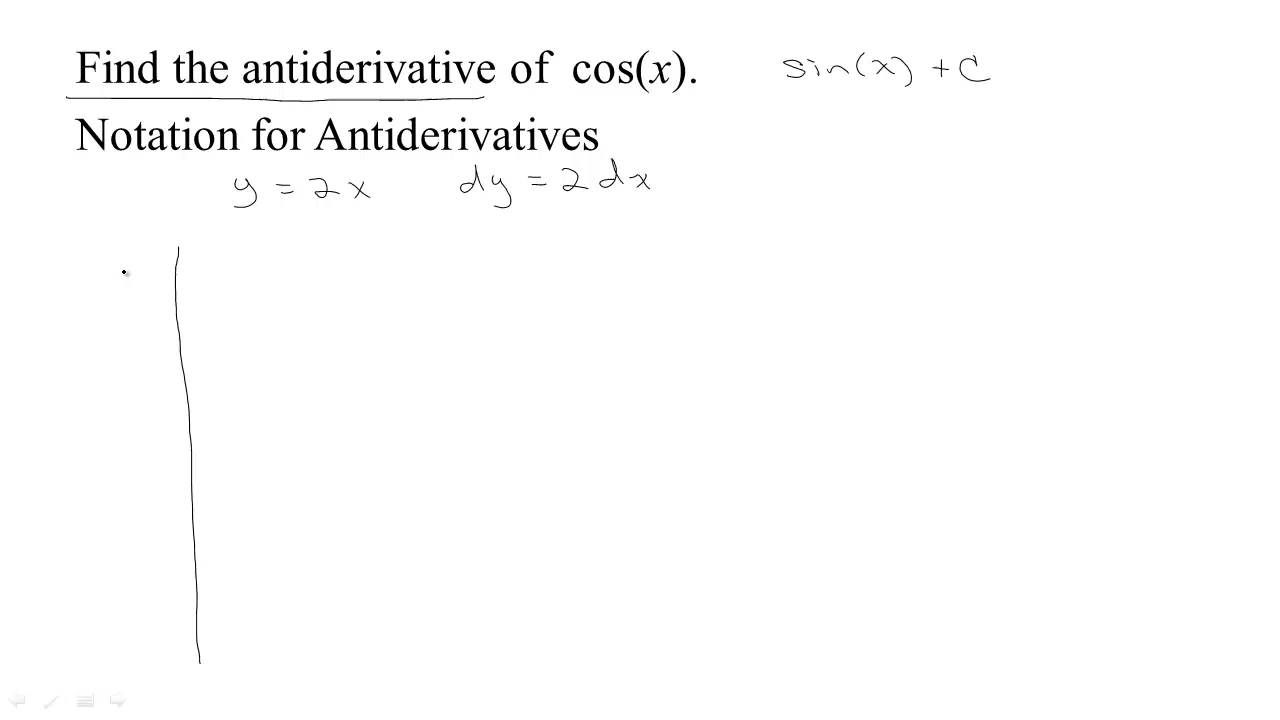 Find the antiderivative of cos(x). sin(x) + C
Notation for Antiderivatives
y = 2x dy = 2 dx